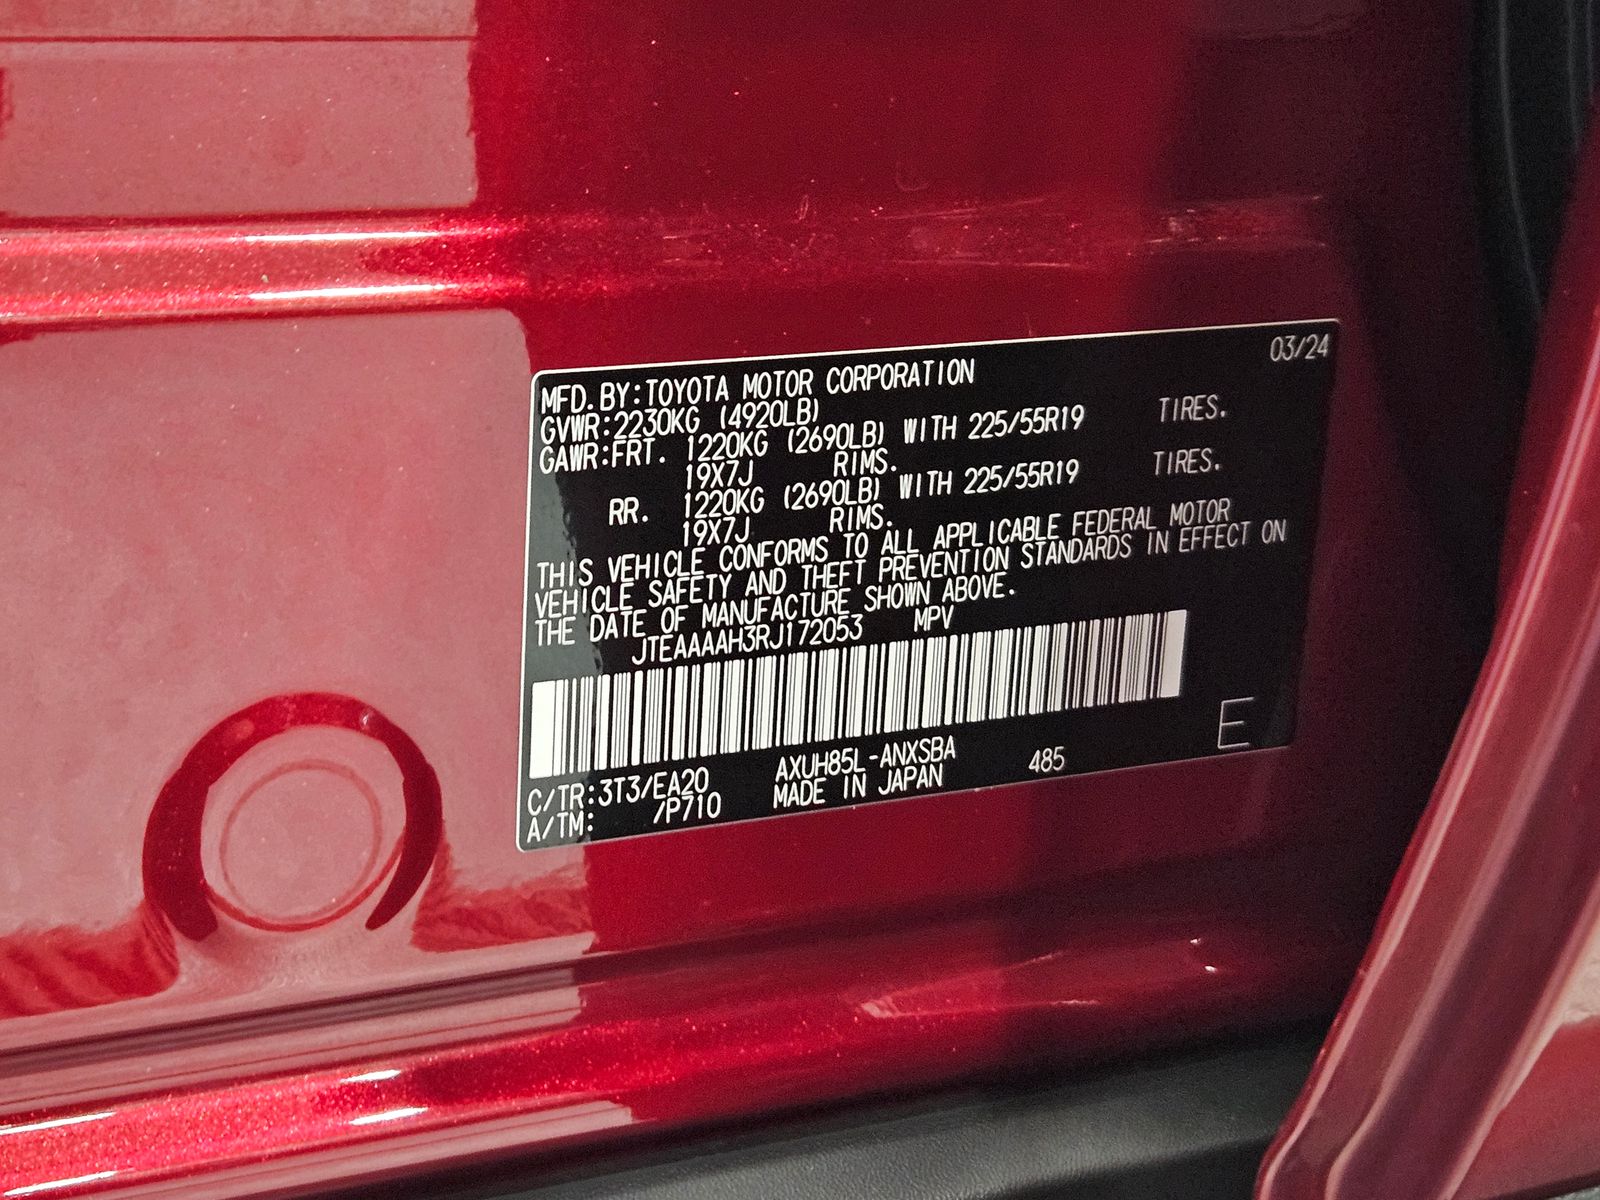 03/24
MFD. BY: TOYOTA MOTOR CORPORATION
GVWR: 2230KG (4920LB)
GAWR: FRT. 1220KG (2690LB) WITH 225/55R19 TIRES.
19X7J RIMS.
RR. 1220KG (2690LB) WITH 225/55R19 TIRES.
19X7J RIMS.
THIS VEHICLE CONFORMS TO ALL APPLICABLE FEDERAL MOTOR
VEHICLE SAFETY AND THEFT PREVENTION STANDARDS IN EFFECT ON
THE DATE OF MANUFACTURE SHOWN ABOVE.
JTEAAAAH3RJ172053 MPV
E
C/TR: 3T3/EA20 AXUH85L-ANXSBA 485
A/TM: /P710 MADE IN JAPAN